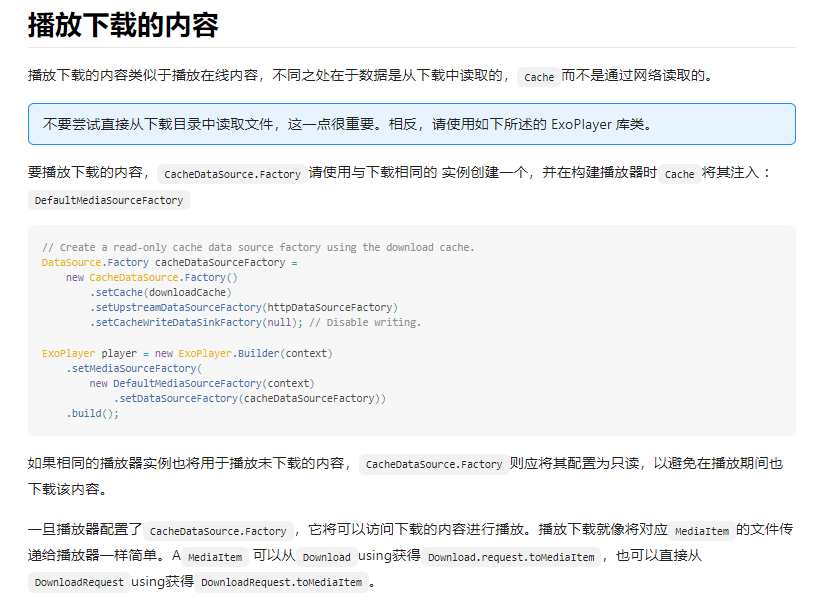 播放下载的内容
播放下载的内容类似于播放在线内容，不同之处在于数据是从下载中读取的， Cache 而不是通过网络读取的。
不要尝试直接从下载目录中读取文件，这一点很重要。相反，请使用如下所述的 ExoPlayer 库类。
要播放下载的内容， CacheDataSource.Factory 请使用与下载相同的 实例创建一个，并在构建播放器时 Cache 将其注入：
DefaultMediaSourceFactory
// Create a read-only cache data source factory using the download cache.
DataSource.Factory cacheDataSourceFactory =
    new CacheDataSource.Factory()
        .setCache(downloadCache)
        .setUpstreamDataSourceFactory(httpDataSourceFactory)
        .setCacheWriteDataSinkFactory(null); // Disable writing.
ExoPlayer player = new ExoPlayer.Builder(context)
    .setMediaSourceFactory(
        new DefaultMediaSourceFactory(context)
            .setDataSourceFactory(cacheDataSourceFactory))
    .build();
如果相同的播放器实例也将用于播放未下载的内容， CacheDataSource.Factory 则应将其配置为只读，以避免在播放期间也
下载该内容。
一旦播放器配置了 CacheDataSource.Factory ，它将可以访问下载的内容进行播放。播放下载就像将对应 MediaItem 的文件传
递给播放器一样简单。A MediaItem 可以从 Download using获得 Download.request.toMediaItem ，也可以直接从
DownloadRequest using获得 DownloadRequest.toMediaItem 。